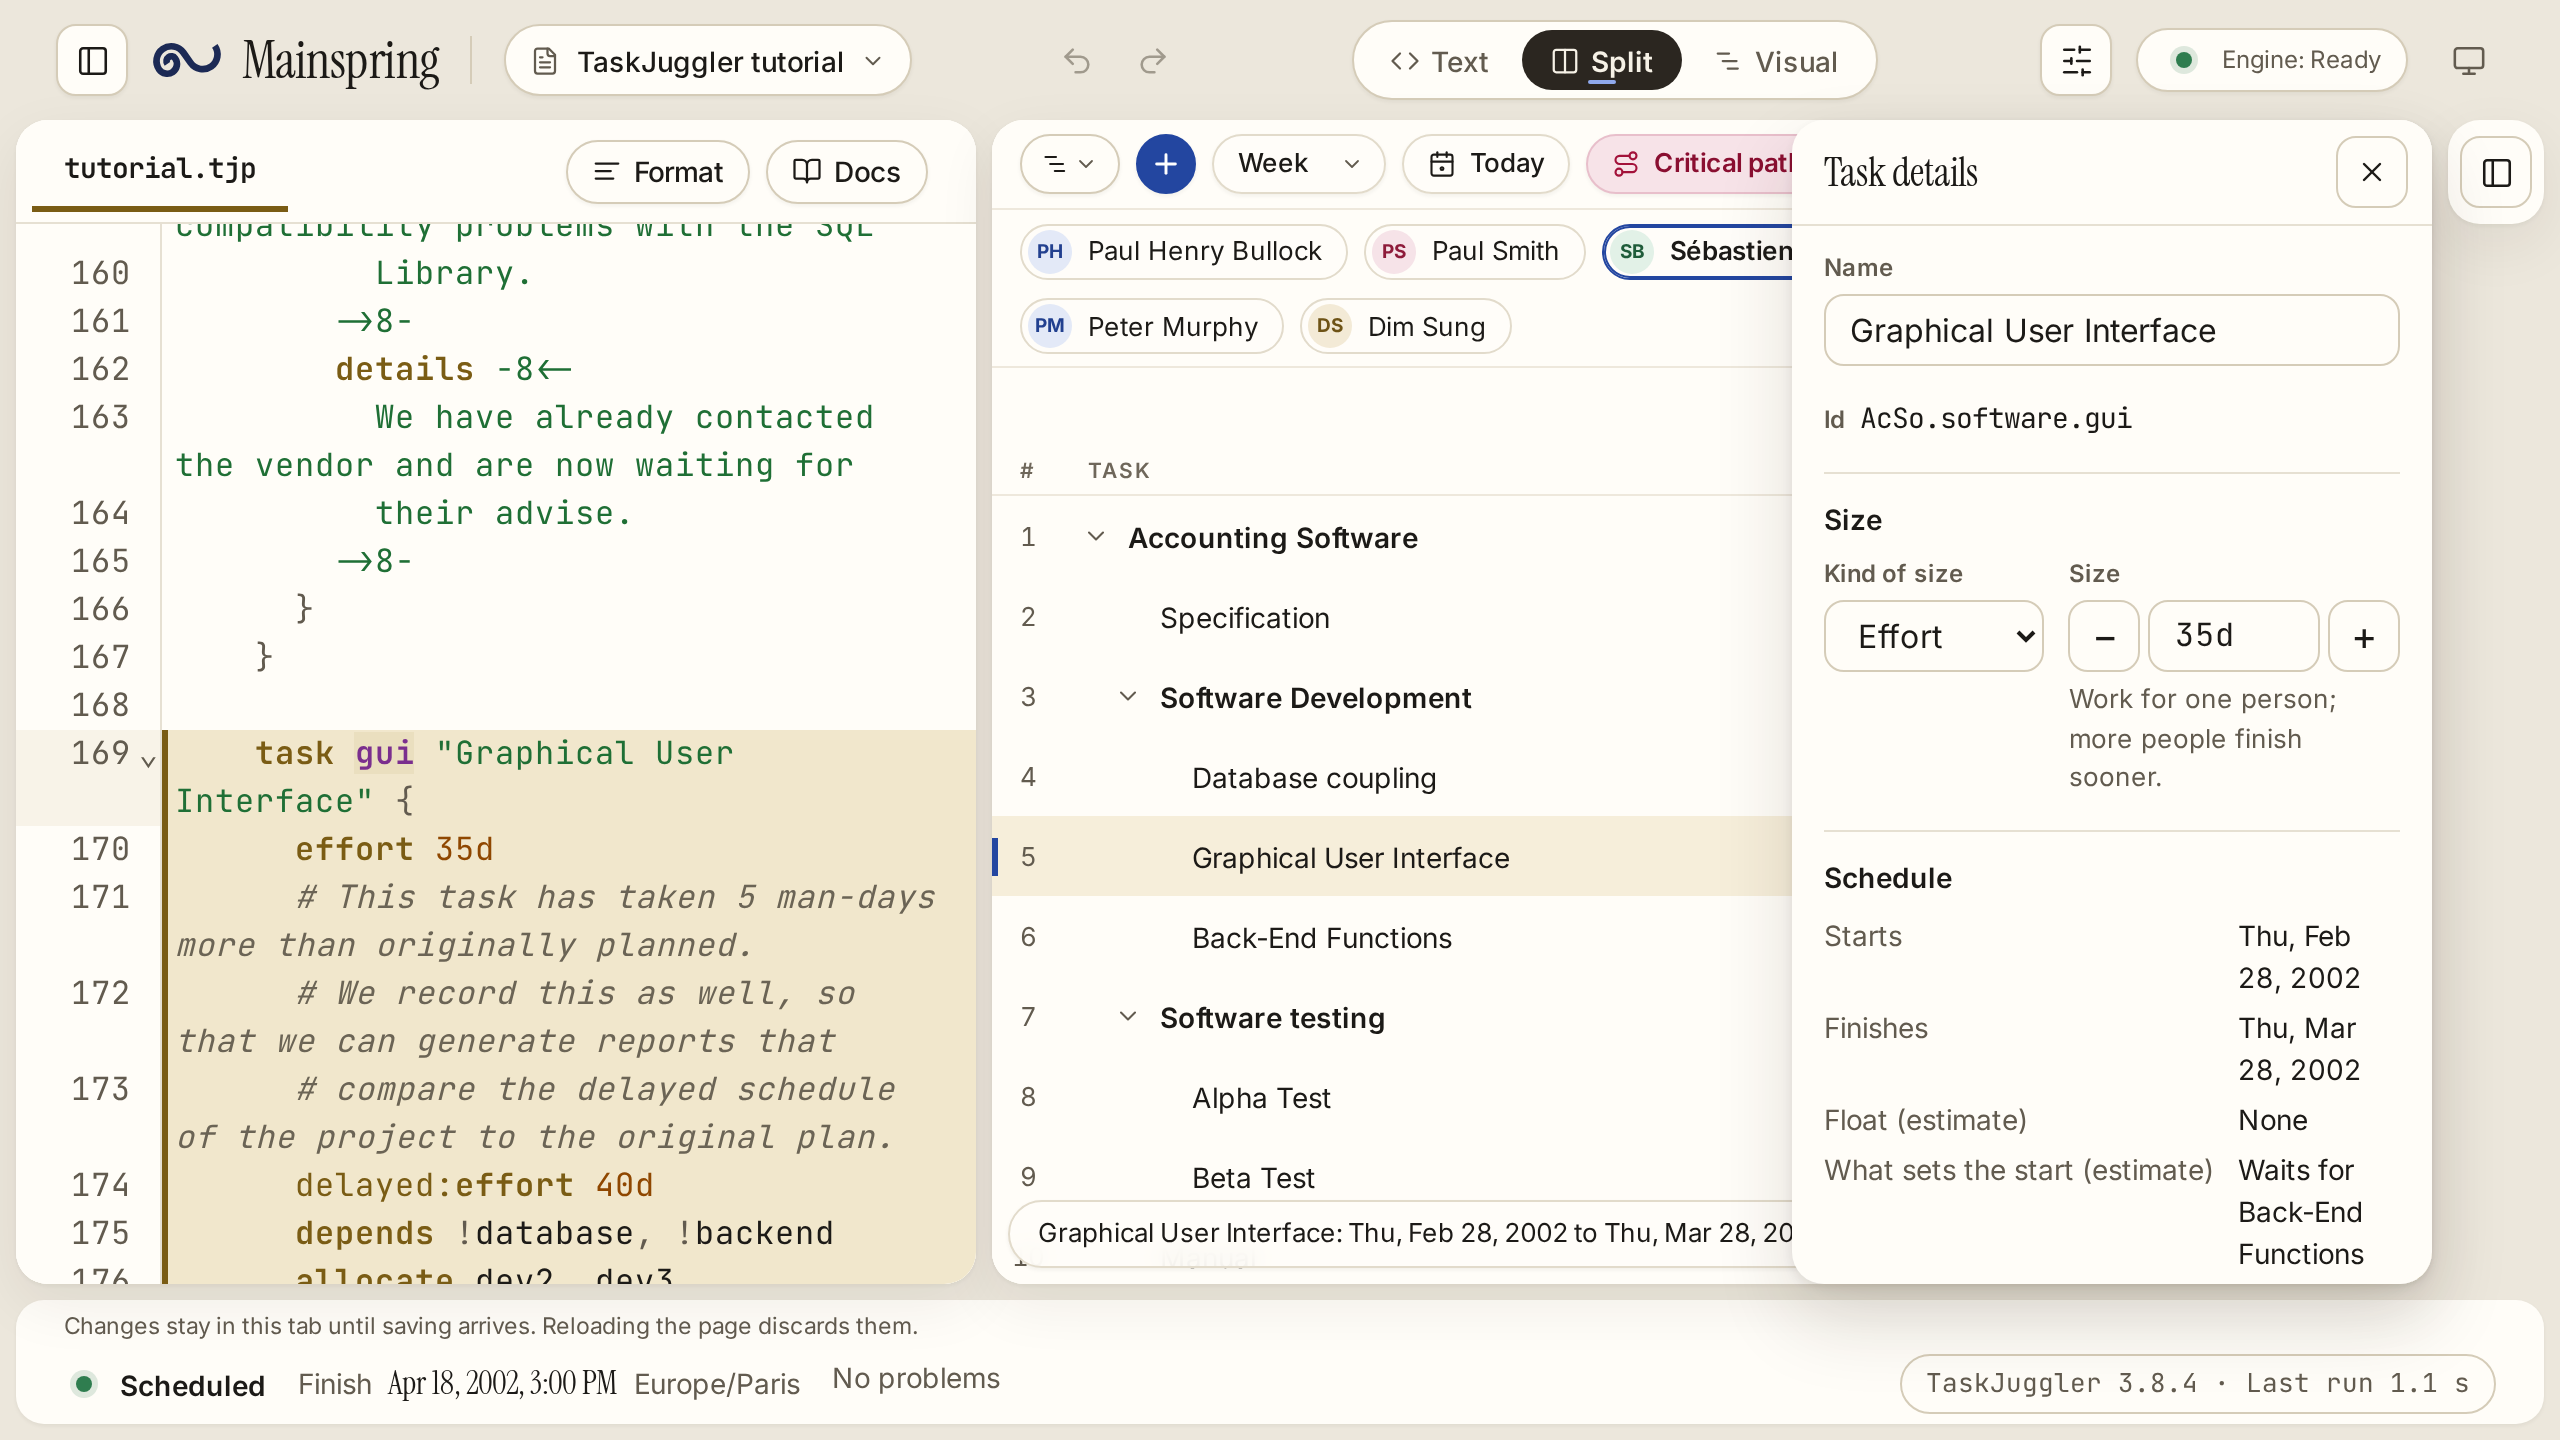 Mainspring
TaskJuggler tutorial
Text
Split
Visual
Engine: Ready
tutorial.tjp
Format
Docs
compatibility problems with the SQL
160 Library.
161 ->8-
162 details -8<-
163 We have already contacted
the vendor and are now waiting for
164 their advise.
165 ->8-
166 }
167 }
168
169 task gui "Graphical User
Interface" {
170 effort 35d
171 # This task has taken 5 man-days
more than originally planned.
172 # We record this as well, so
that we can generate reports that
173 # compare the delayed schedule
of the project to the original plan.
174 delayed:effort 40d
175 depends !database, !backend
176 allocate dev2, dev3
Week
Today
Critical path
PH Paul Henry Bullock
PS Paul Smith
SB Sébastien
PM Peter Murphy
DS Dim Sung
# TASK
1 Accounting Software
2 Specification
3 Software Development
4 Database coupling
5 Graphical User Interface
6 Back-End Functions
7 Software testing
8 Alpha Test
9 Beta Test
Manual
Graphical User Interface: Thu, Feb 28, 2002 to Thu, Mar 28, 20
Task details
Name
Graphical User Interface
Id AcSo.software.gui
Size
Kind of size
Effort
Size
− 35d +
Work for one person;
more people finish
sooner.
Schedule
Starts Thu, Feb
28, 2002
Finishes Thu, Mar
28, 2002
Float (estimate) None
What sets the start (estimate) Waits for
Back-End
Functions
Changes stay in this tab until saving arrives. Reloading the page discards them.
Scheduled
Finish Apr 18, 2002, 3:00 PM Europe/Paris
No problems
TaskJuggler 3.8.4 · Last run 1.1 s